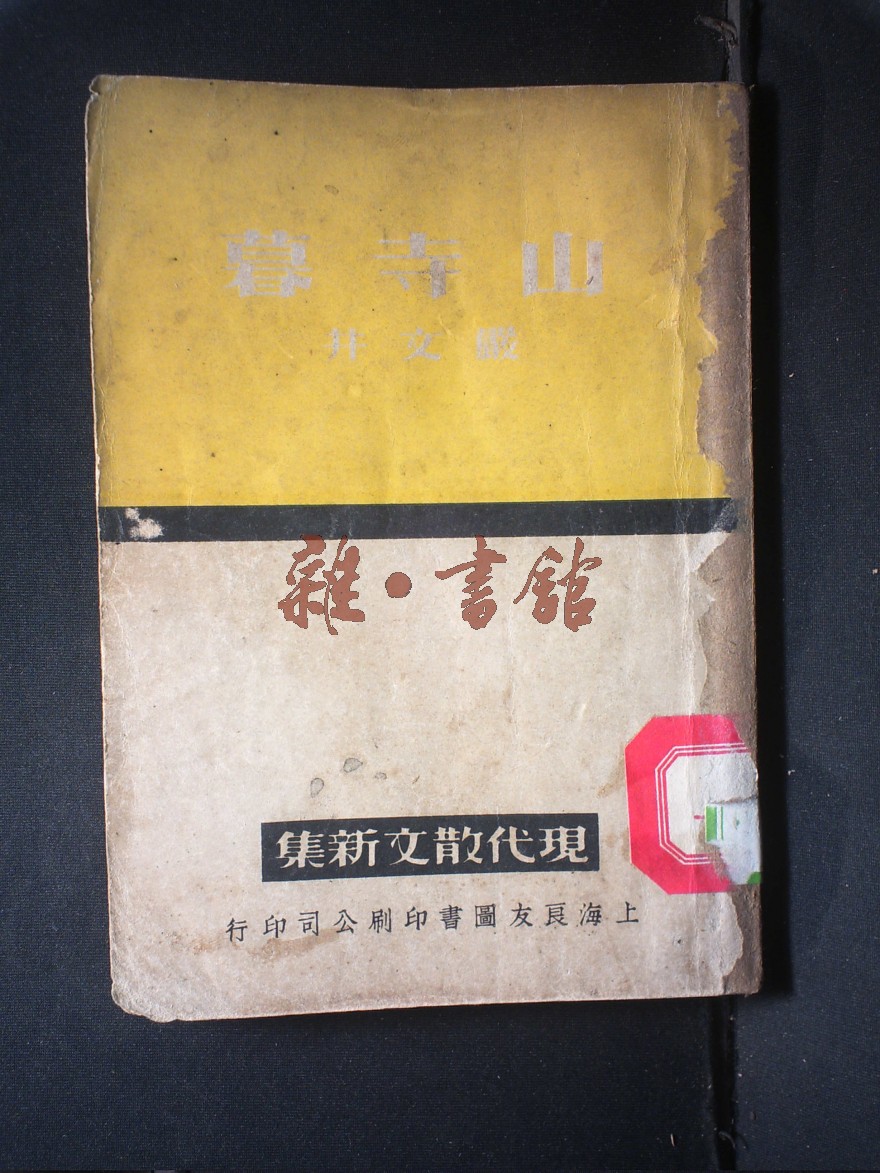 山寺暮
嚴文井
雜·書館
現代散文新集
上海良友圖書印刷公司印行